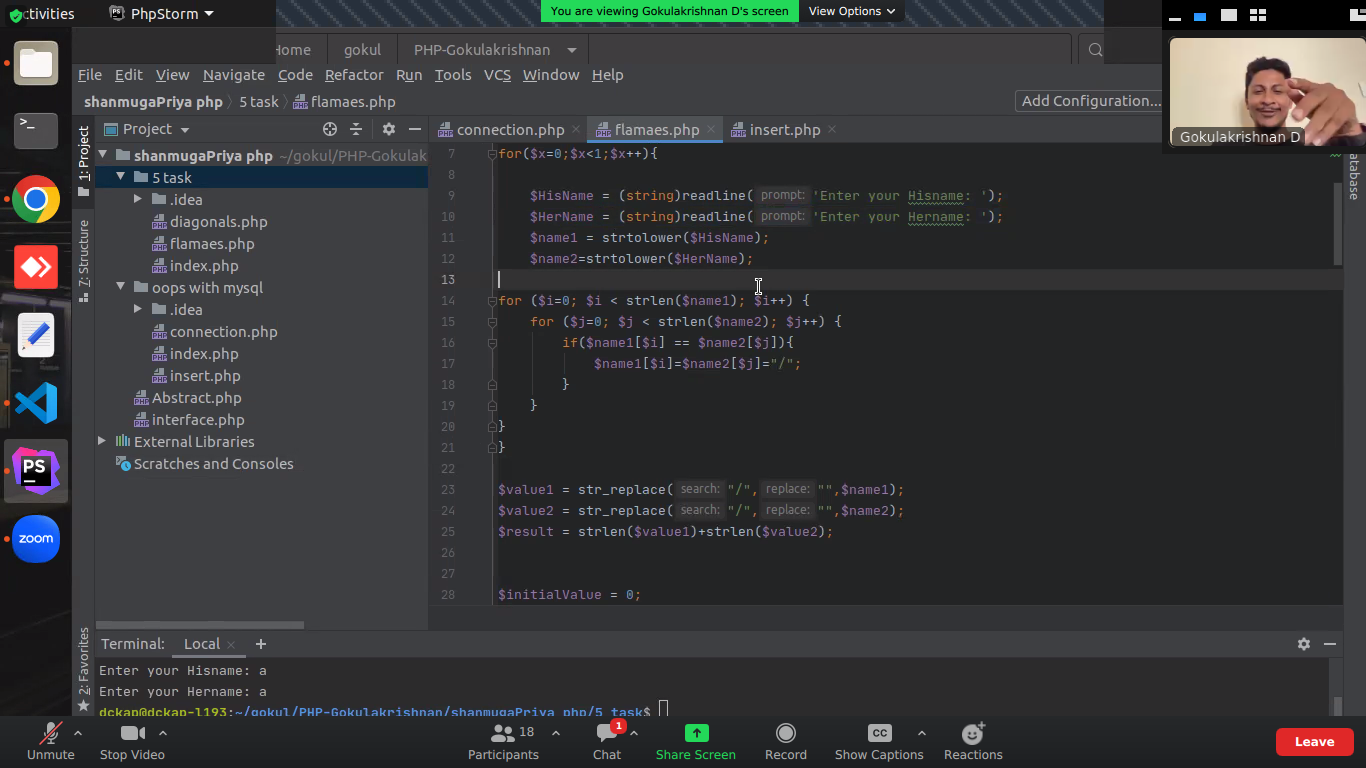 ctivities
PhpStorm
You are viewing Gokulakrishnan D's screen
View Options
Home
gokul
PHP-Gokulakrishnan
File Edit View Navigate Code Refactor Run Tools VCS Window Help
shanmugaPriya php
5 task
flamaes.php
Add Configuration...
Gokulakrishnan D
Project
connection.php
flamaes.php
insert.php
1: Project
7: Structure
2: Favorites
Database
shanmugaPriya php ~/gokul/PHP-Gokulak
5 task
.idea
diagonals.php
flamaes.php
index.php
oops with mysql
.idea
connection.php
index.php
insert.php
Abstract.php
interface.php
External Libraries
Scratches and Consoles
7 for($x=0;$x<1;$x++){
8
9 $HisName = (string)readline( prompt: 'Enter your Hisname: ');
10 $HerName = (string)readline( prompt: 'Enter your Hername: ');
11 $name1 = strtolower($HisName);
12 $name2=strtolower($HerName);
13
14 for ($i=0; $i < strlen($name1); $i++) {
15 for ($j=0; $j < strlen($name2); $j++) {
16 if($name1[$i] == $name2[$j]){
17 $name1[$i]=$name2[$j]="/";
18 }
19 }
20 }
21 }
22
23 $value1 = str_replace( search: "/", replace: "",$name1);
24 $value2 = str_replace( search: "/", replace: "",$name2);
25 $result = strlen($value1)+strlen($value2);
26
27
28 $initialValue = 0;
Terminal: Local
Enter your Hisname: a
Enter your Hername: a
dckap@dckap-l193:~/gokul/PHP-Gokulakrishnan/shanmugaPriya php/5 task$
PS
zoom
Unmute
Stop Video
18
Participants
1
Chat
Share Screen
Record
CC
Show Captions
Reactions
Leave